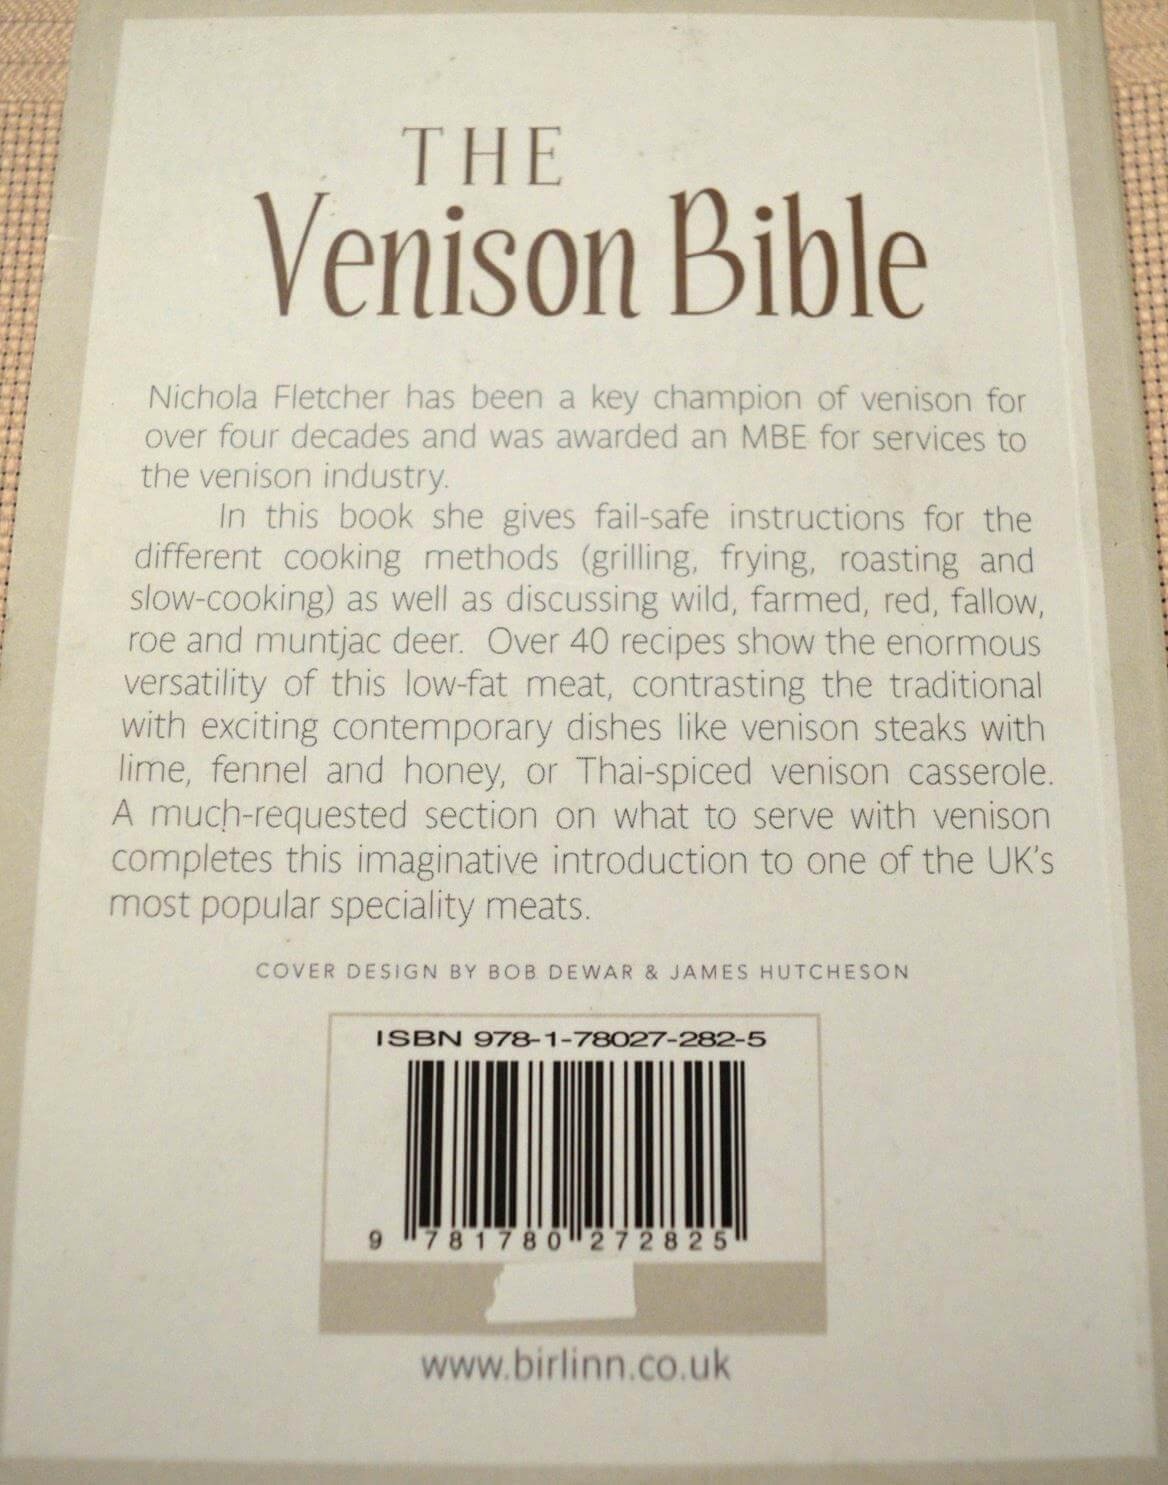 THE
Venison Bible
Nichola Fletcher has been a key champion of venison for
over four decades and was awarded an MBE for services to
the venison industry.
In this book she gives fail-safe instructions for the
different cooking methods (grilling, frying, roasting and
slow-cooking) as well as discussing wild, farmed, red, fallow,
roe and muntjac deer. Over 40 recipes show the enormous
versatility of this low-fat meat, contrasting the traditional
with exciting contemporary dishes like venison steaks with
lime, fennel and honey, or Thai-spiced venison casserole.
A much-requested section on what to serve with venison
completes this imaginative introduction to one of the UK's
most popular speciality meats.
COVER DESIGN BY BOB DEWAR & JAMES HUTCHESON
ISBN 978-1-78027-282-5
9 781780 272825
www.birlinn.co.uk